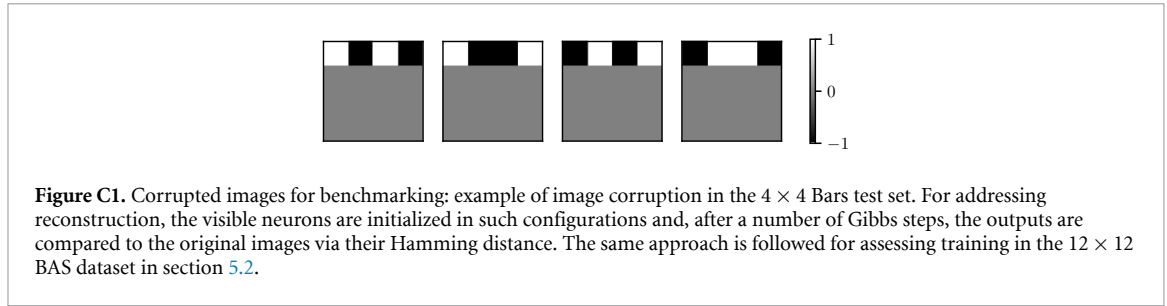 1
0
−1
Figure C1. Corrupted images for benchmarking: example of image corruption in the 4 × 4 Bars test set. For addressing
reconstruction, the visible neurons are initialized in such configurations and, after a number of Gibbs steps, the outputs are
compared to the original images via their Hamming distance. The same approach is followed for assessing training in the 12 × 12
BAS dataset in section 5.2.